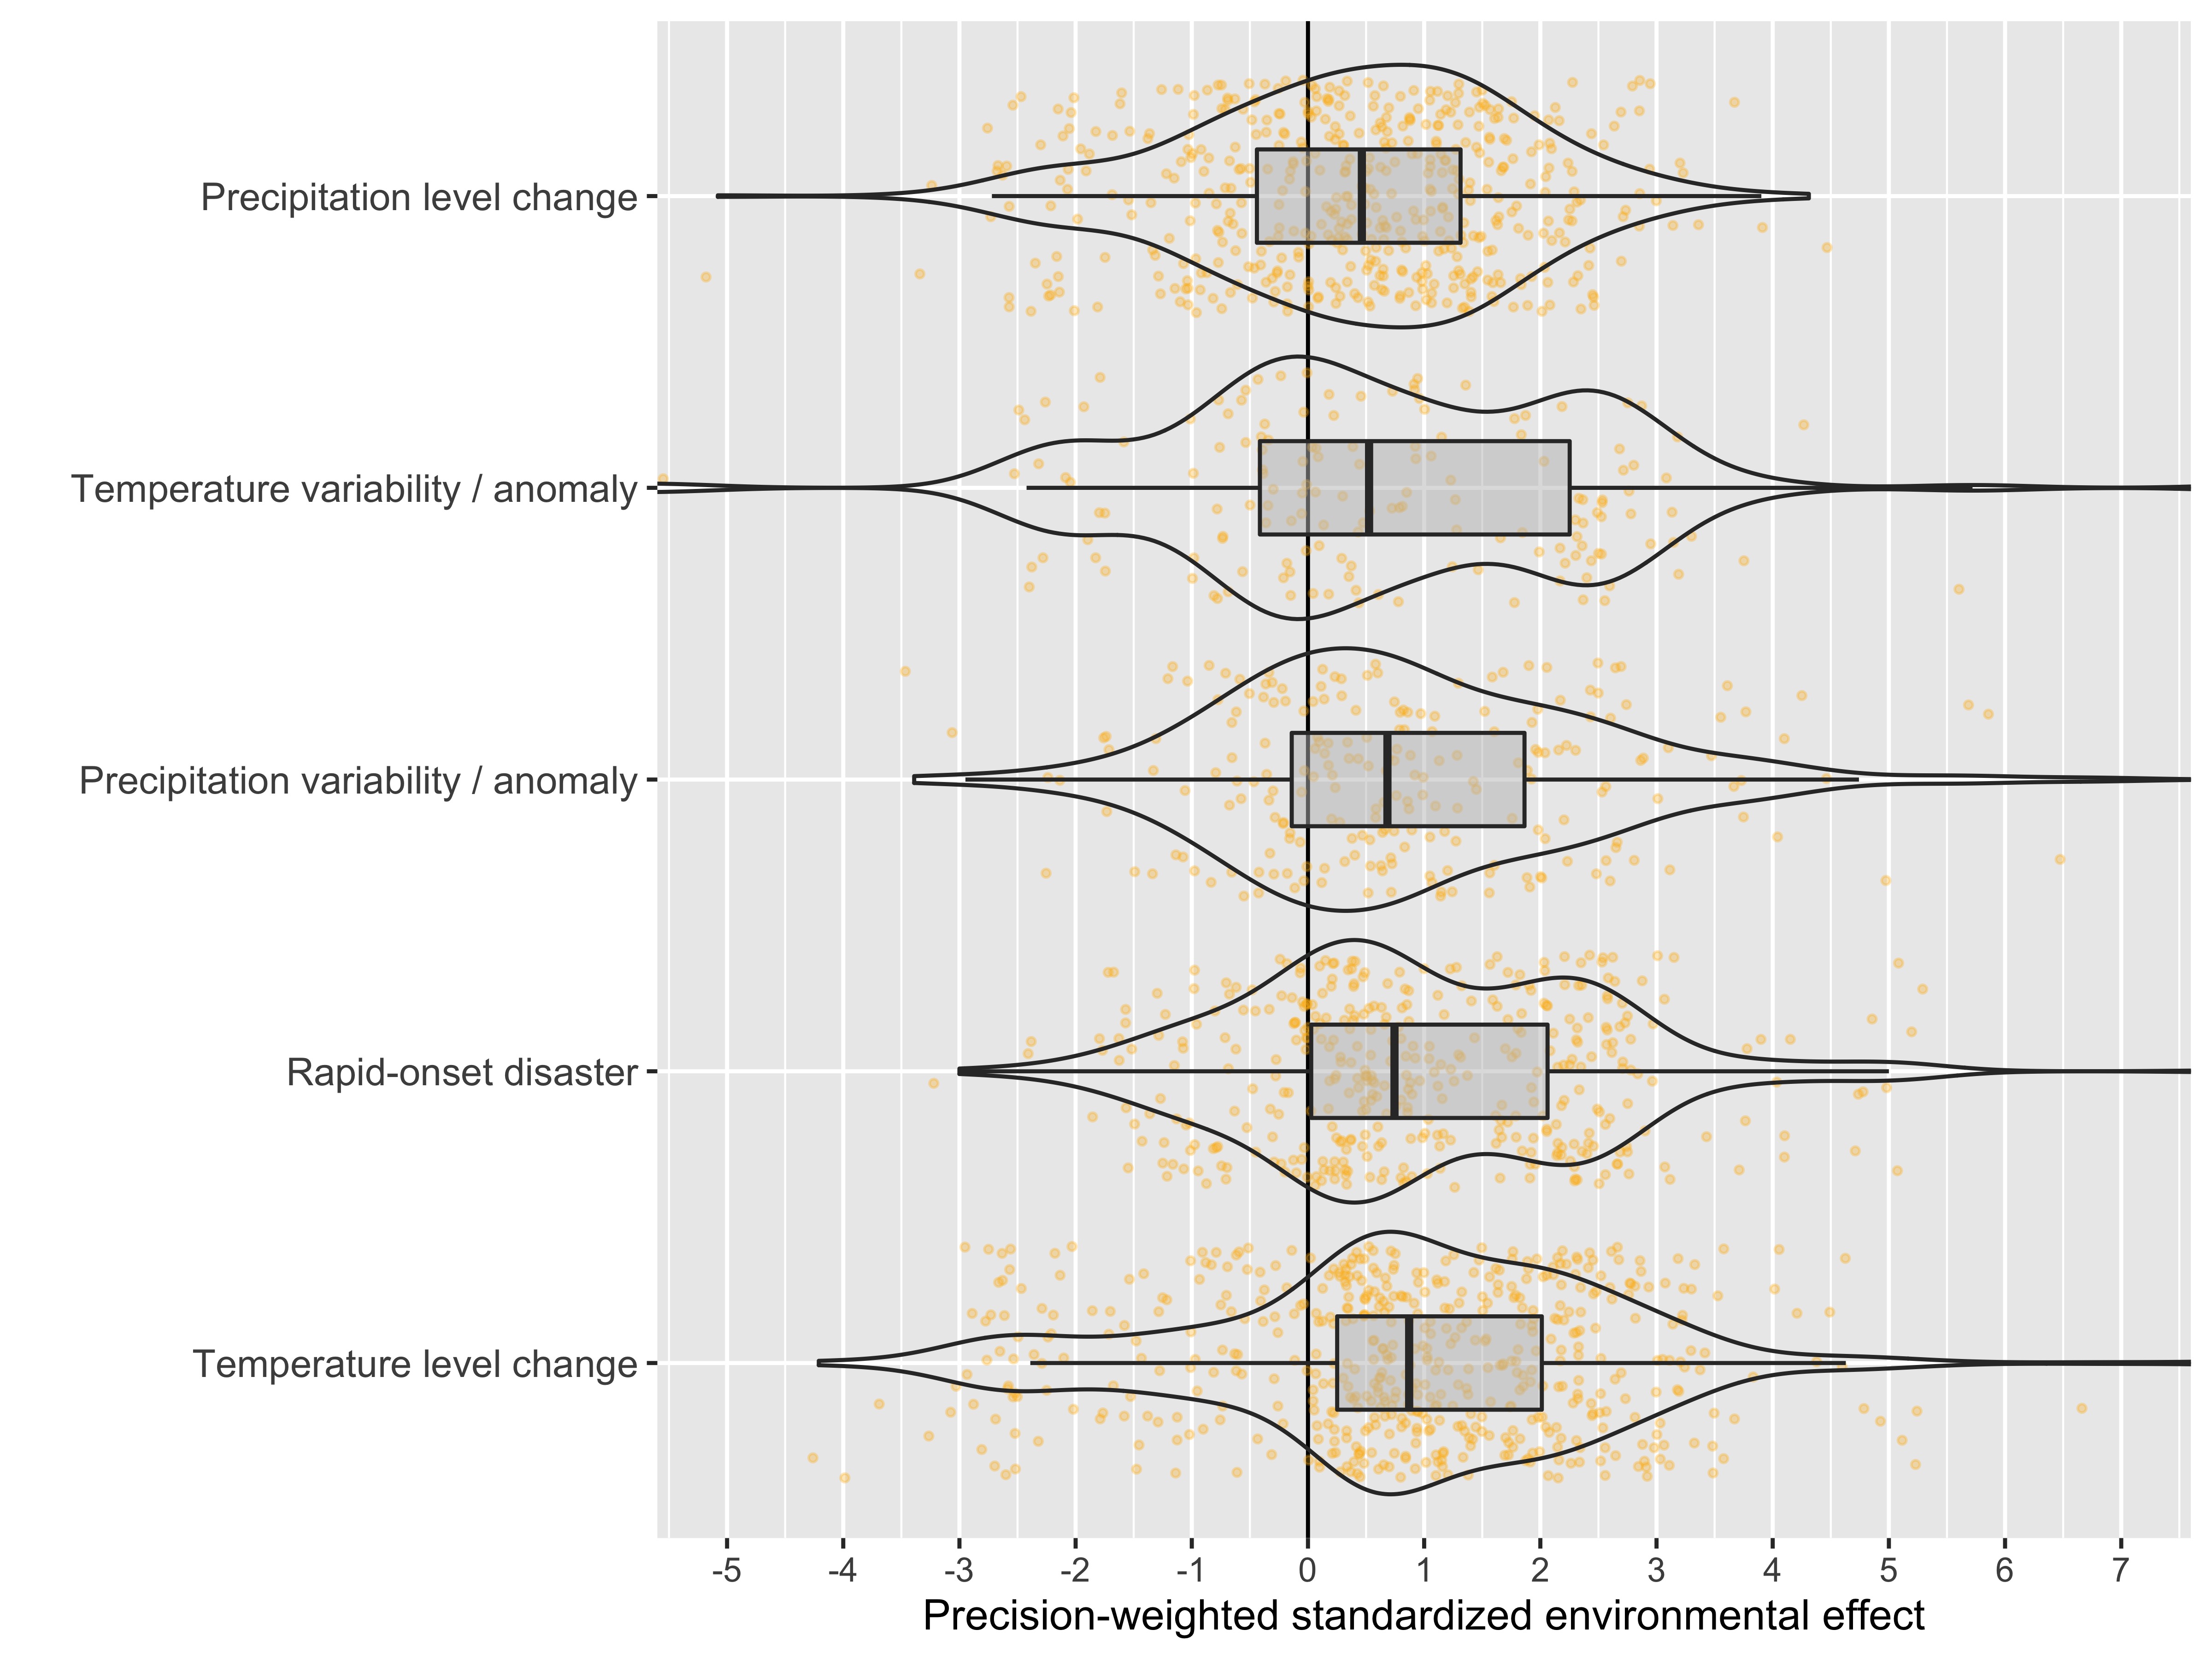 Precipitation level change
Temperature variability / anomaly
Precipitation variability / anomaly
Rapid-onset disaster
Temperature level change
-5 -4 -3 -2 -1 0 1 2 3 4 5 6 7
Precision-weighted standardized environmental effect